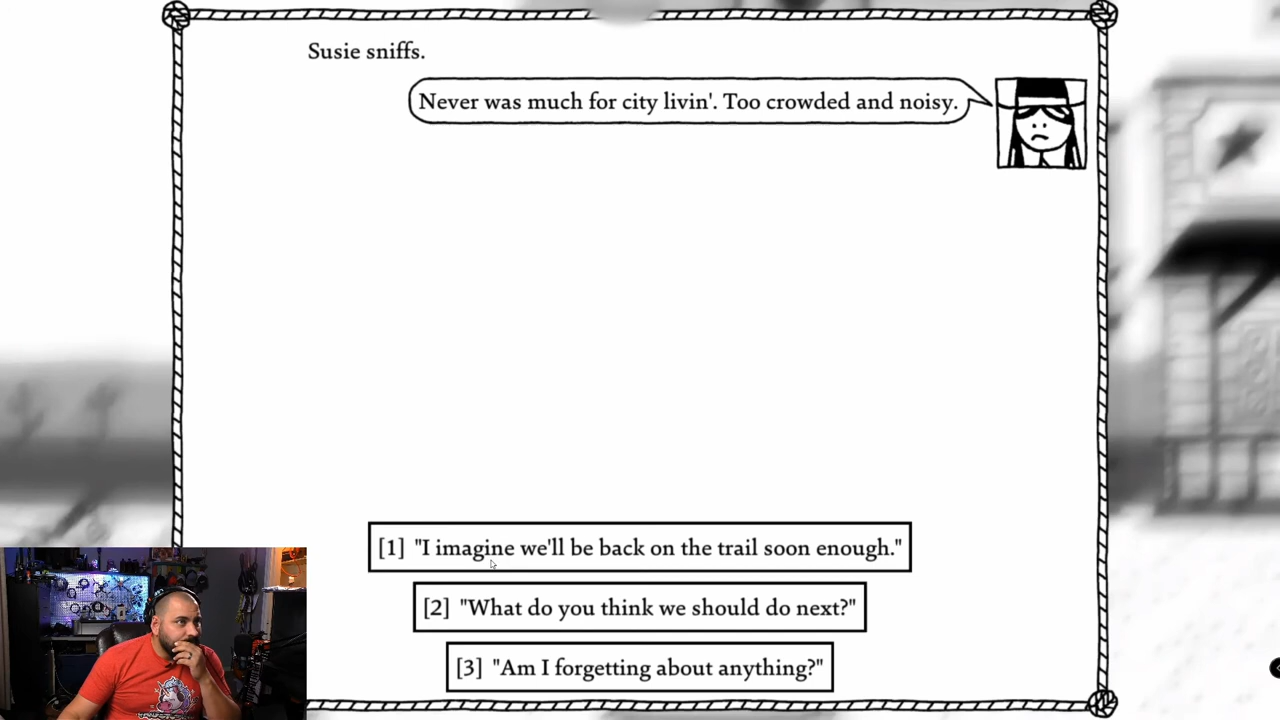 Susie sniffs.
Never was much for city livin'. Too crowded and noisy.
[1] "I imagine we'll be back on the trail soon enough."
[2] "What do you think we should do next?"
[3] "Am I forgetting about anything?"